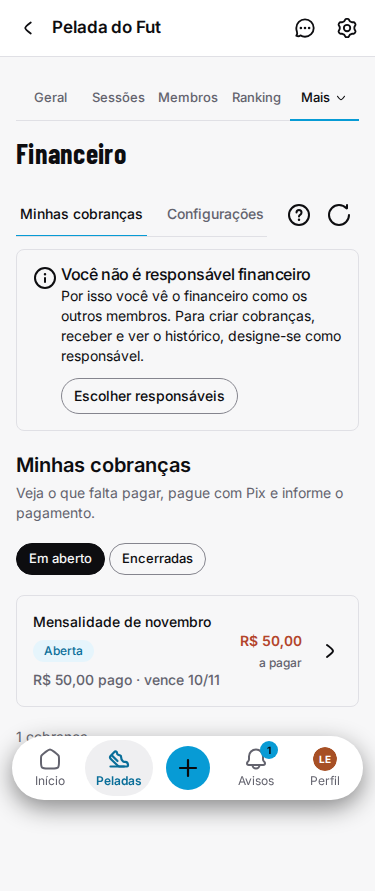 Pelada do Fut
Geral
Sessões
Membros
Ranking
Mais
Financeiro
Minhas cobranças
Configurações
Você não é responsável financeiro
Por isso você vê o financeiro como os
outros membros. Para criar cobranças,
receber e ver o histórico, designe-se como
responsável.
Escolher responsáveis
Minhas cobranças
Veja o que falta pagar, pague com Pix e informe o
pagamento.
Em aberto
Encerradas
Mensalidade de novembro
Aberta
R$ 50,00 pago · vence 10/11
R$ 50,00
a pagar
1 cobrança
Início
Peladas
1
Avisos
LE
Perfil